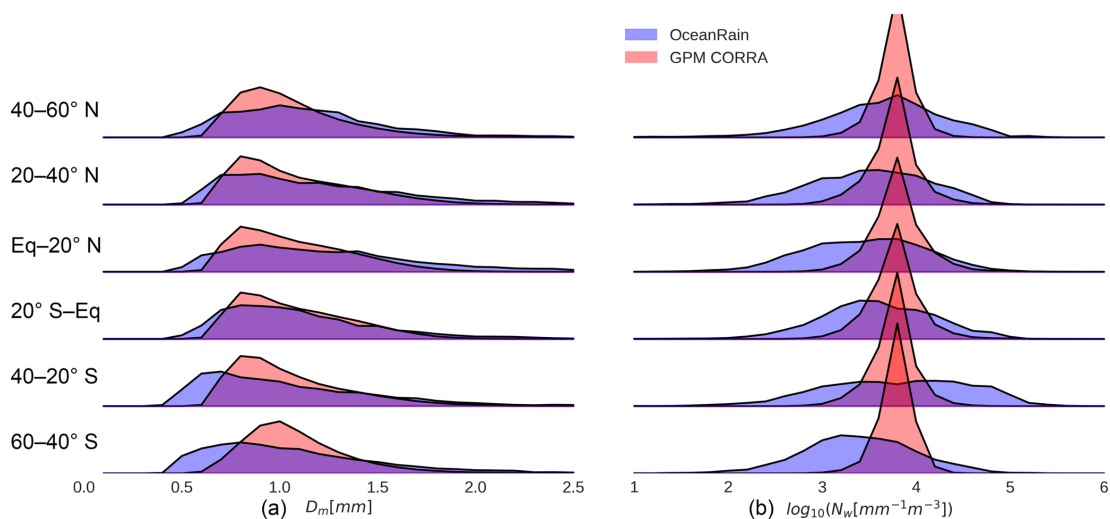 OceanRain
GPM CORRA
40–60° N
20–40° N
Eq–20° N
20° S–Eq
40–20° S
60–40° S
0.0 0.5 1.0 1.5 2.0 2.5
(a) D_m[mm]
1 2 3 4 5 6
(b) log₁₀(N_w[mm⁻¹m⁻³])